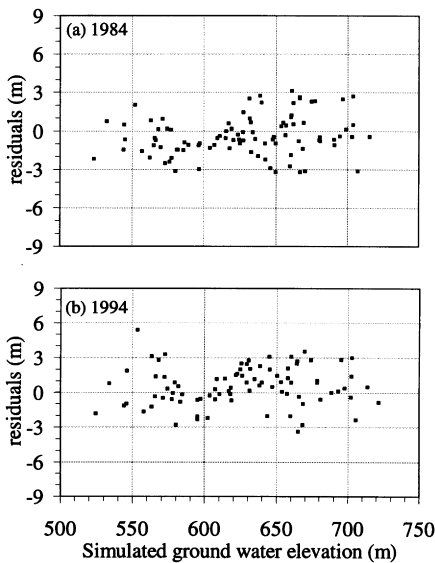 9
(a) 1984
6
3
0
-3
-6
-9
residuals (m)
9
(b) 1994
6
3
0
-3
-6
-9
residuals (m)
500 550 600 650 700 750
Simulated ground water elevation (m)